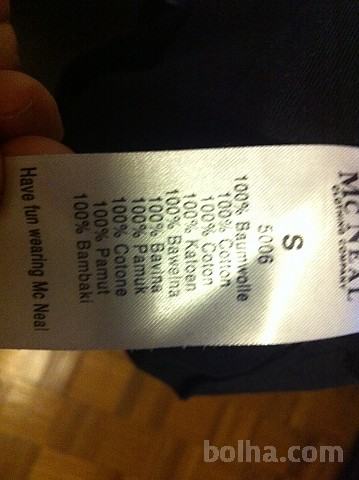 MC NEAL
CLOTHING COMPANY
S
5006
100% Baumwolle
100% Cotton
100% Coton
100% Katoen
100% Bawelna
100% Bavlna
100% Pamuk
100% Cotone
100% Pamut
100% Bambaki
Have fun wearing Mc Neal
bolha.com